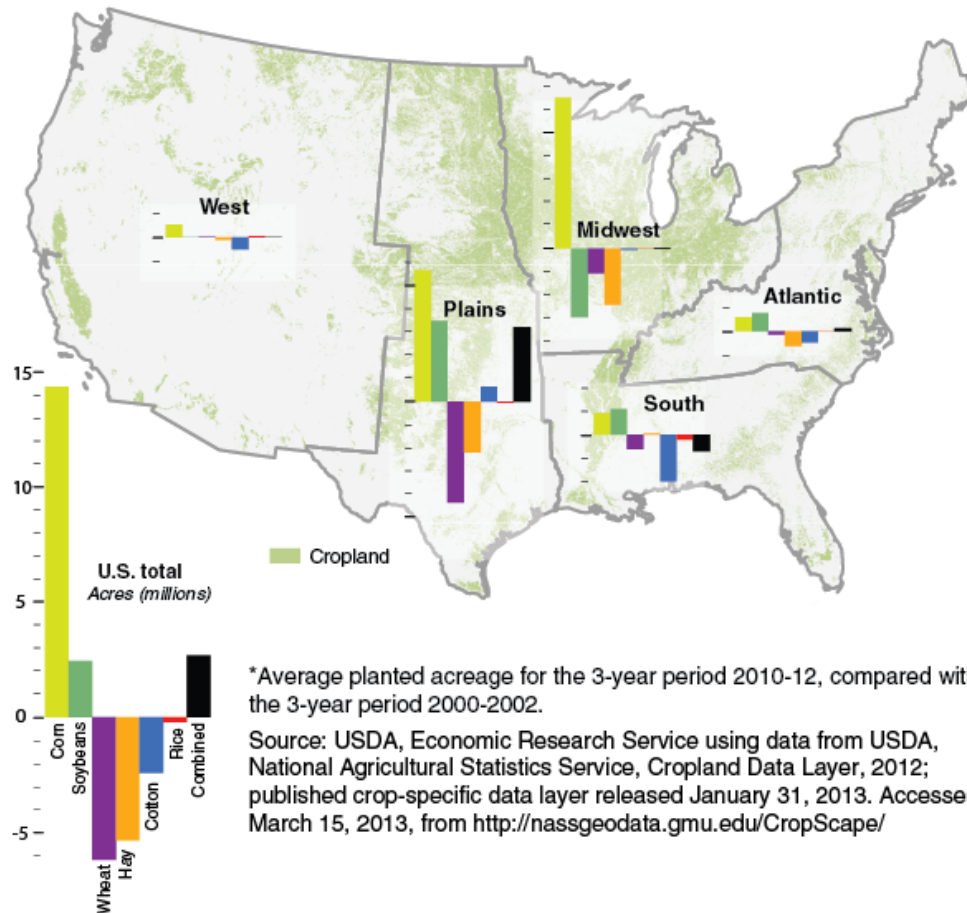 West
Midwest
Plains
Atlantic
South
15
10
5
0
-5
Cropland
U.S. total
Acres (millions)
Corn
Soybeans
Wheat
Hay
Cotton
Rice
Combined
*Average planted acreage for the 3-year period 2010-12, compared wit
the 3-year period 2000-2002.
Source: USDA, Economic Research Service using data from USDA,
National Agricultural Statistics Service, Cropland Data Layer, 2012;
published crop-specific data layer released January 31, 2013. Accesse
March 15, 2013, from http://nassgeodata.gmu.edu/CropScape/